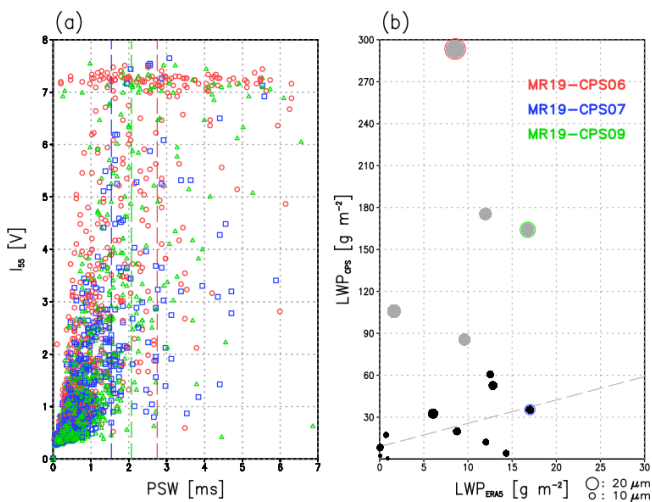 (a)
8
7
6
5
4
3
2
1
0
I₅₅ [V]
0 1 2 3 4 5 6 7
PSW [ms]
(b)
300
270
240
210
180
150
120
90
60
30
0
LWP_CPS [g m⁻²]
MR19-CPS06
MR19-CPS07
MR19-CPS09
0 5 10 15 20 25 30
LWP_ERA5 [g m⁻²]
: 20 μm
: 10 μm